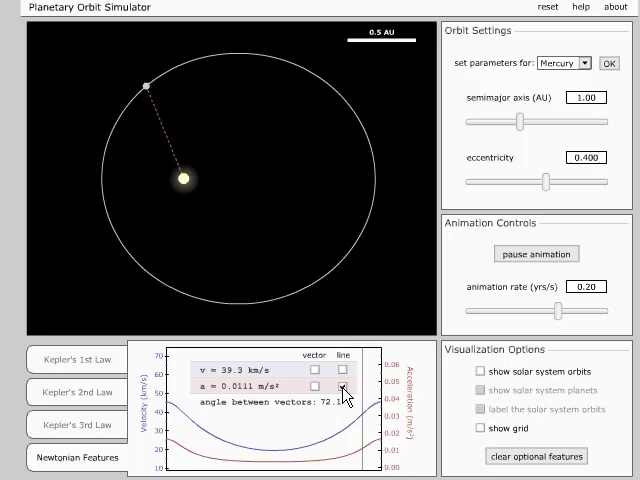 Planetary Orbit Simulator
reset help about
0.5 AU
Orbit Settings
set parameters for: Mercury OK
semimajor axis (AU) 1.00
eccentricity 0.400
Animation Controls
pause animation
animation rate (yrs/s) 0.20
Kepler's 1st Law
Kepler's 2nd Law
Kepler's 3rd Law
Newtonian Features
vector line
v = 39.3 km/s
a = 0.0111 m/s²
angle between vectors: 72.1
Velocity (km/s)
70
60
50
40
30
20
10
Acceleration (m/s²)
0.06
0.05
0.04
0.03
0.02
0.01
0.00
Visualization Options
show solar system orbits
show solar system planets
label the solar system orbits
show grid
clear optional features